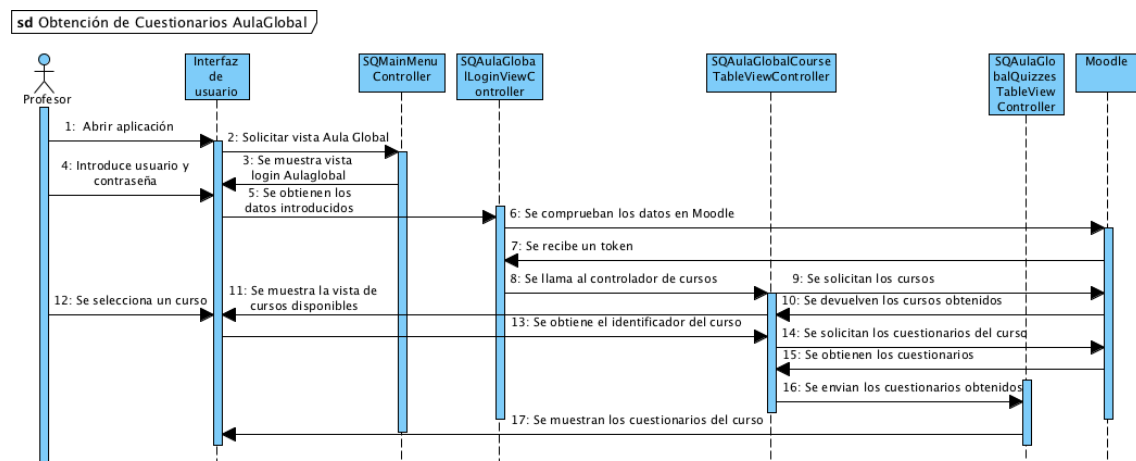 sd Obtención de Cuestionarios AulaGlobal
Interfaz
de
usuario
SQMainMenu
Controller
SQAulaGloba
lLoginViewC
ontroller
SQAulaGlobalCourse
TableViewController
SQAulaGlo
balQuizzes
TableView
Controller
Moodle
Profesor
1: Abrir aplicación
2: Solicitar vista Aula Global
3: Se muestra vista
login Aulaglobal
4: Introduce usuario y
contraseña
5: Se obtienen los
datos introducidos
6: Se comprueban los datos en Moodle
7: Se recibe un token
8: Se llama al controlador de cursos
9: Se solicitan los cursos
10: Se devuelven los cursos obtenidos
11: Se muestra la vista de
cursos disponibles
12: Se selecciona un curso
13: Se obtiene el identificador del curso
14: Se solicitan los cuestionarios del curso
15: Se obtienen los cuestionarios
16: Se envian los cuestionarios obtenidos
17: Se muestran los cuestionarios del curso